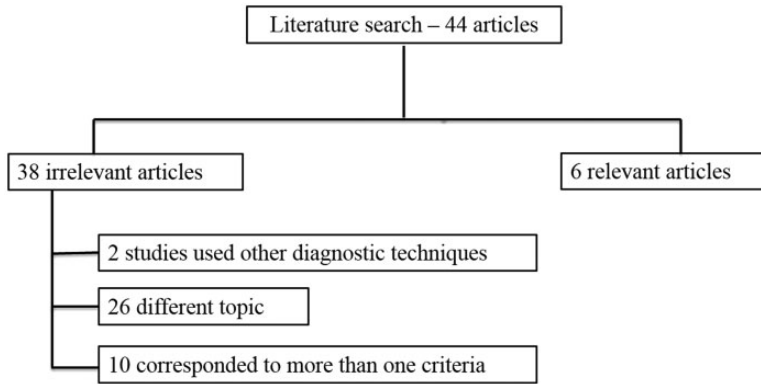 Literature search – 44 articles
38 irrelevant articles
6 relevant articles
2 studies used other diagnostic techniques
26 different topic
10 corresponded to more than one criteria